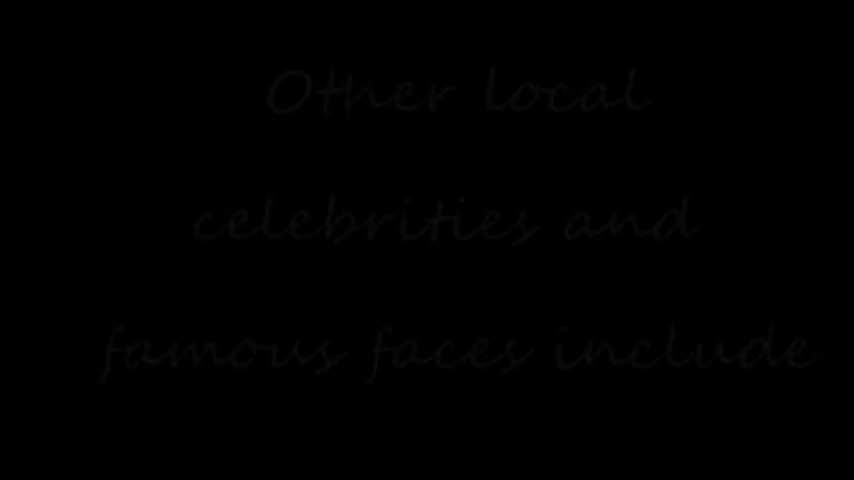 Other local
celebrities and
famous faces include